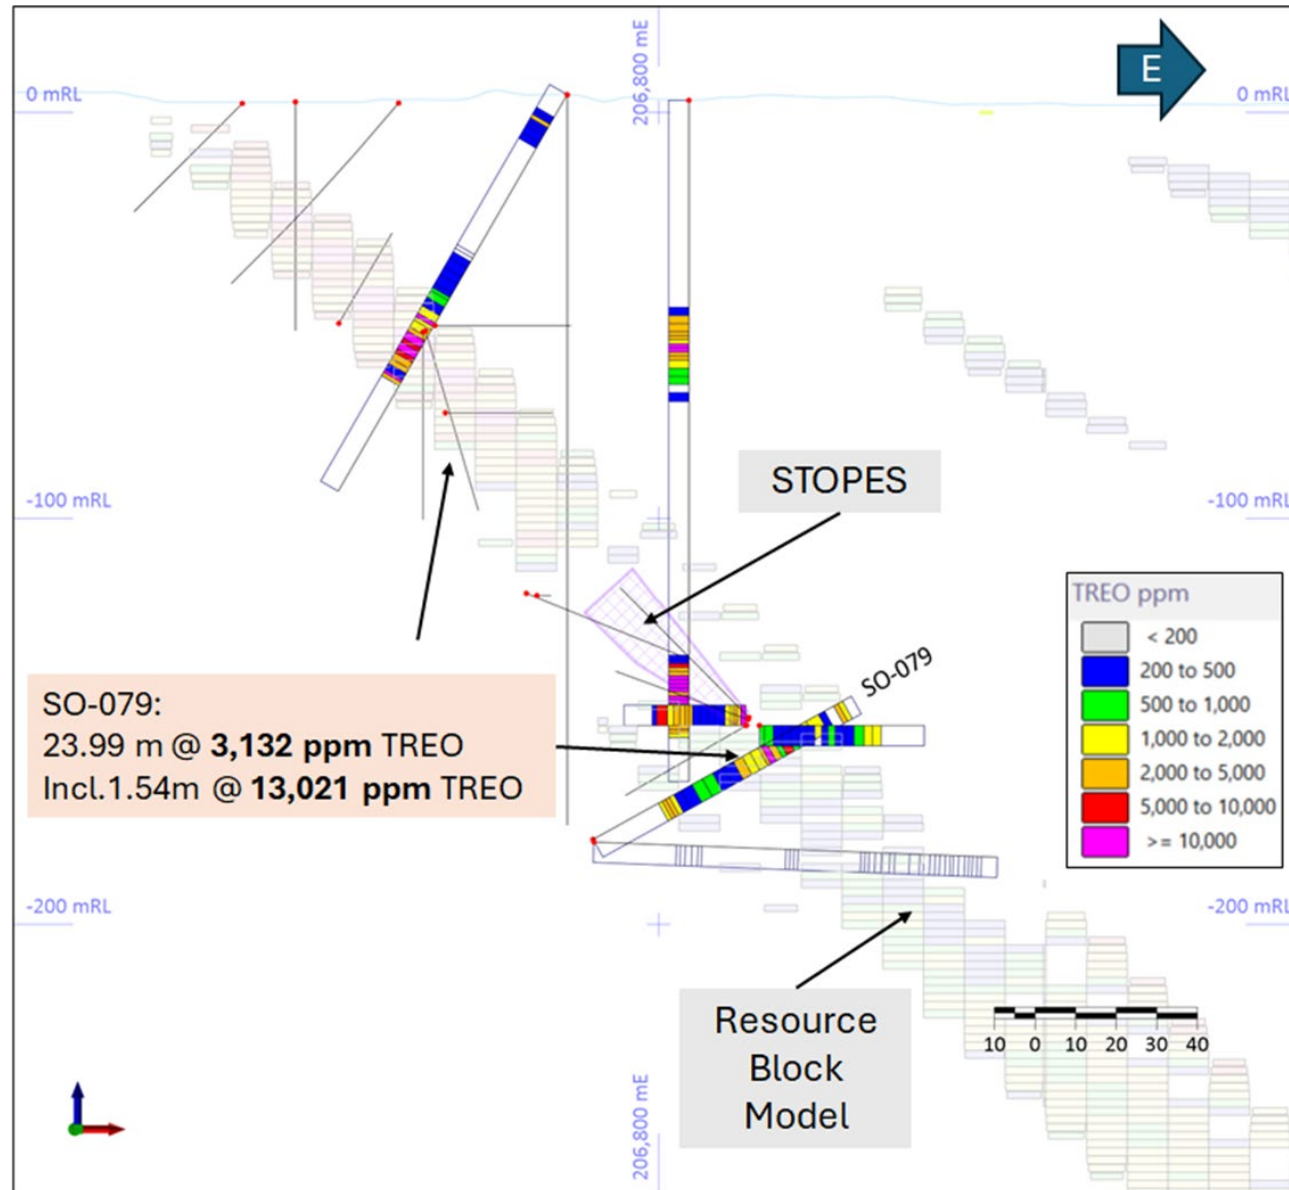 206,800 mE
E
0 mRL
0 mRL
-100 mRL
-100 mRL
STOPES
TREO ppm
< 200
200 to 500
500 to 1,000
1,000 to 2,000
2,000 to 5,000
5,000 to 10,000
>= 10,000
SO-079
SO-079:
23.99 m @ 3,132 ppm TREO
Incl.1.54m @ 13,021 ppm TREO
-200 mRL
-200 mRL
Resource
Block
Model
10 0 10 20 30 40
206,800 mE